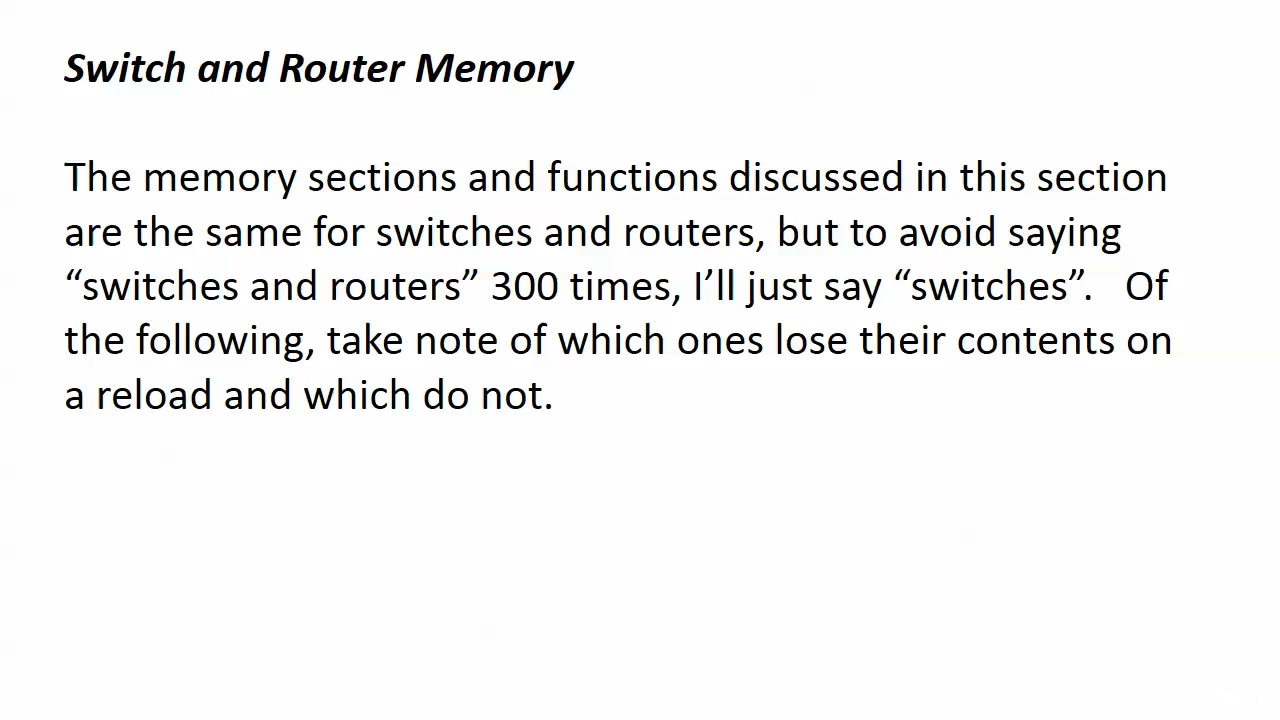 Switch and Router Memory
The memory sections and functions discussed in this section
are the same for switches and routers, but to avoid saying
“switches and routers” 300 times, I’ll just say “switches”.   Of
the following, take note of which ones lose their contents on
a reload and which do not.